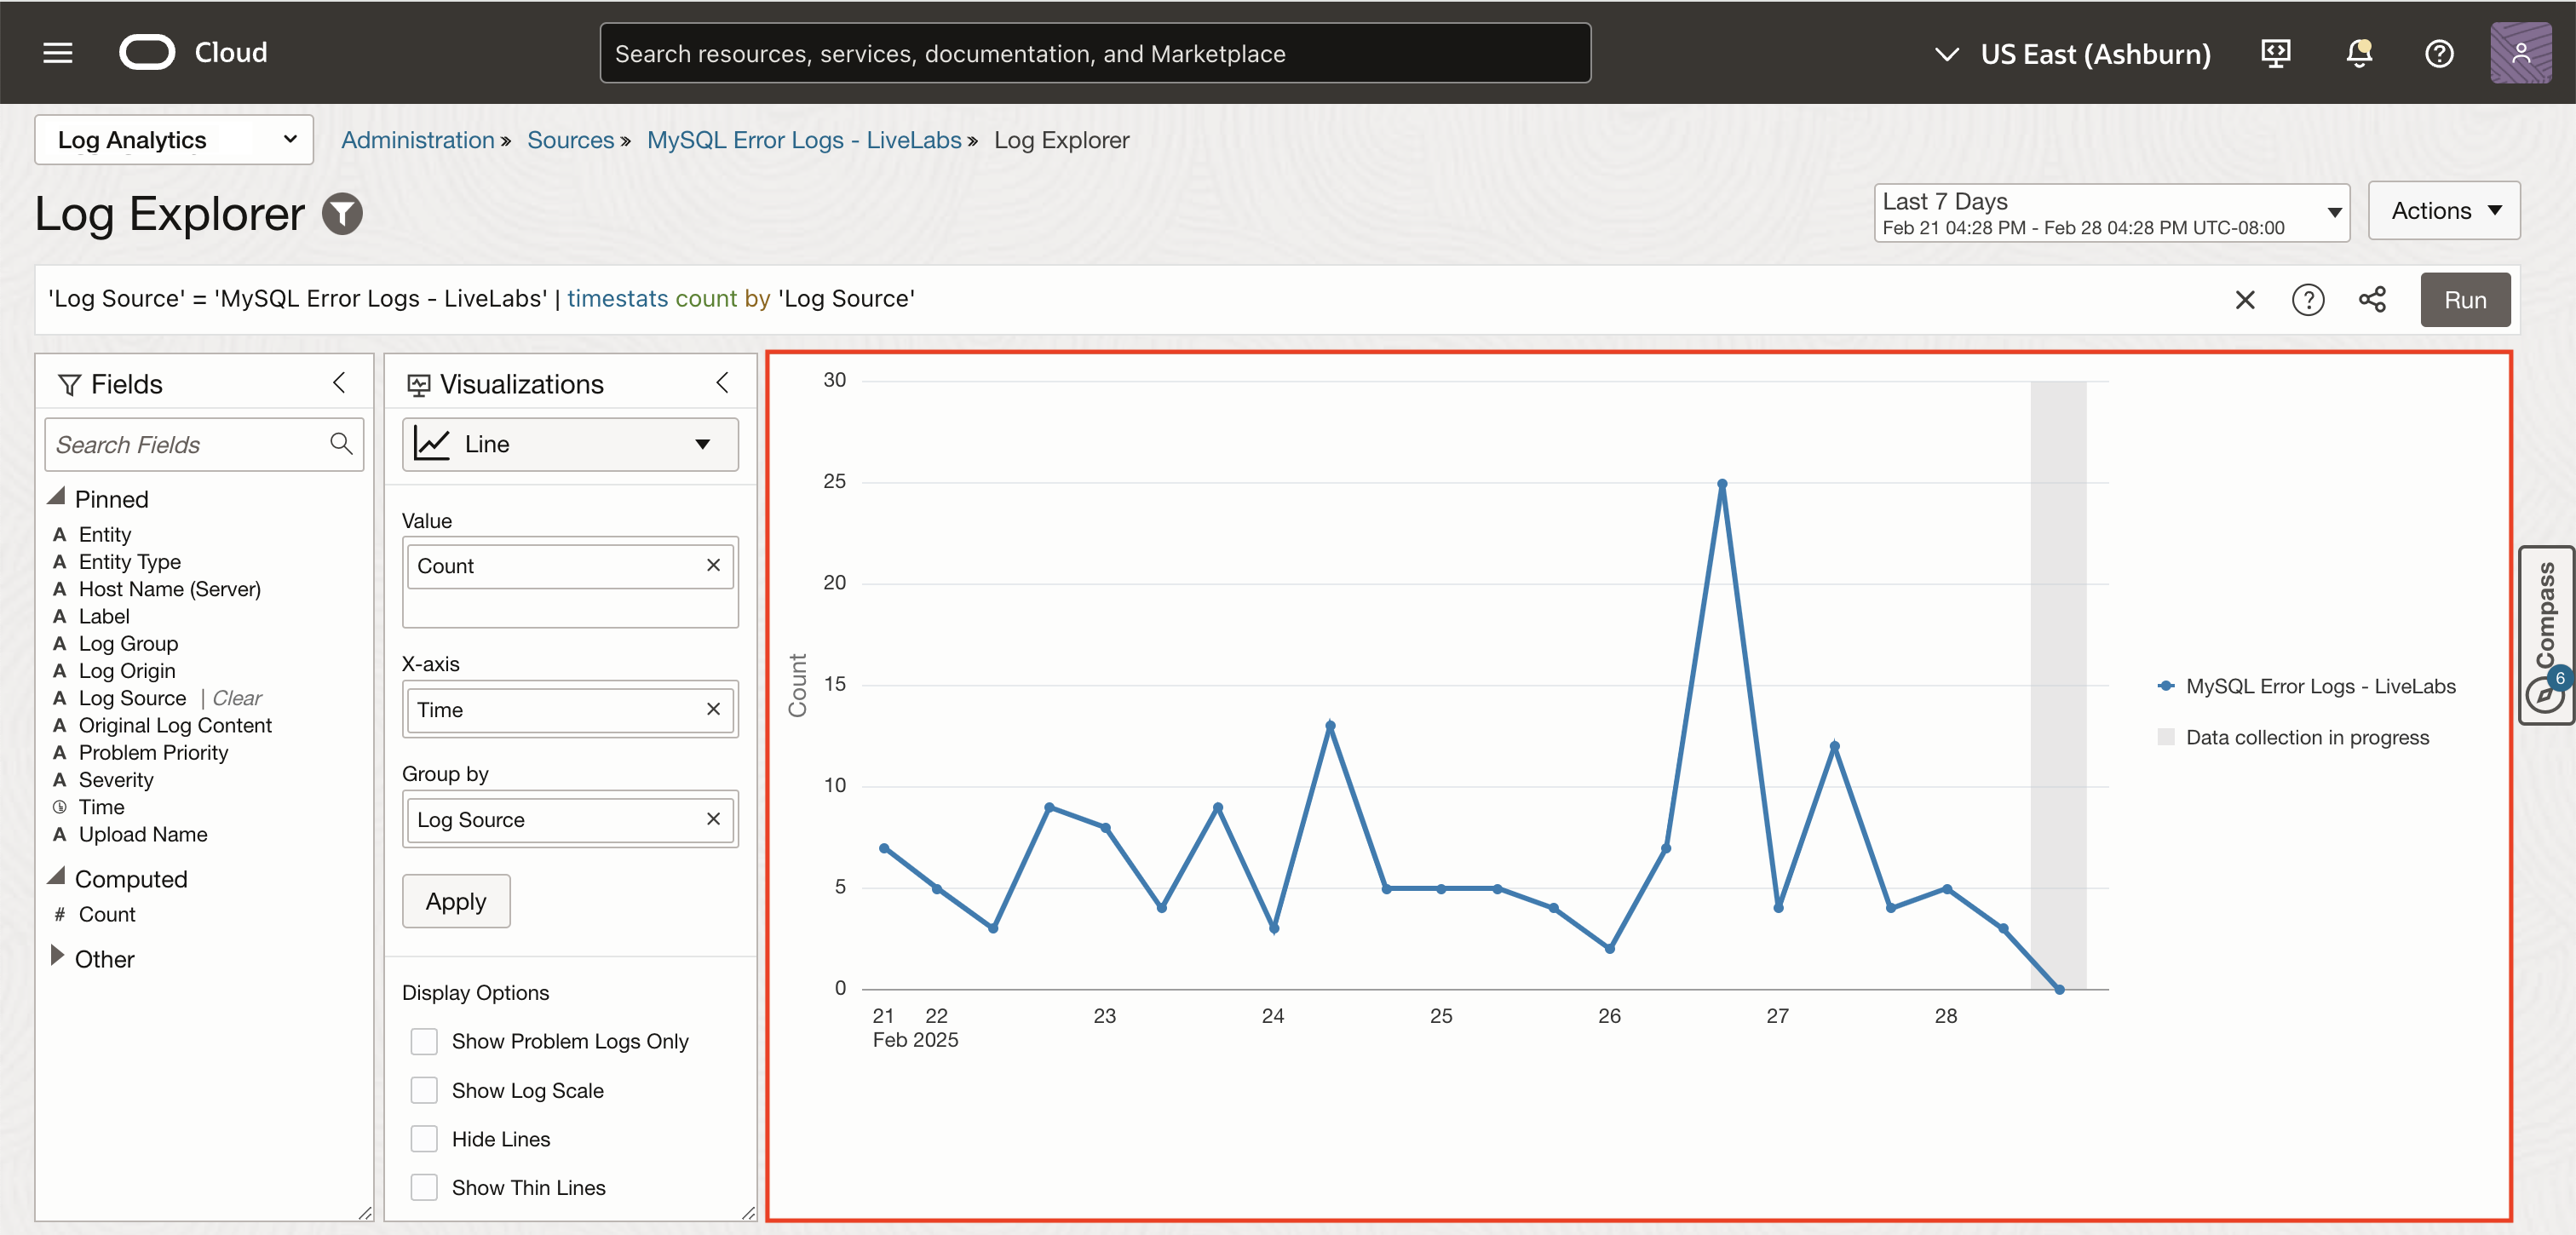 Cloud
Search resources, services, documentation, and Marketplace
US East (Ashburn)
Log Analytics
Administration » Sources » MySQL Error Logs - LiveLabs » Log Explorer
Log Explorer
Last 7 Days
Feb 21 04:28 PM - Feb 28 04:28 PM UTC-08:00
Actions
'Log Source' = 'MySQL Error Logs - LiveLabs' | timestats count by 'Log Source'
Run
Fields
Search Fields
Pinned
A Entity
A Entity Type
A Host Name (Server)
A Label
A Log Group
A Log Origin
A Log Source | Clear
A Original Log Content
A Problem Priority
A Severity
Time
A Upload Name
Computed
# Count
Other
Visualizations
Line
Value
Count
X-axis
Time
Group by
Log Source
Apply
Display Options
Show Problem Logs Only
Show Log Scale
Hide Lines
Show Thin Lines
30
25
20
15
10
5
0
Count
21 22 23 24 25 26 27 28
Feb 2025
MySQL Error Logs - LiveLabs
Data collection in progress
Compass
6